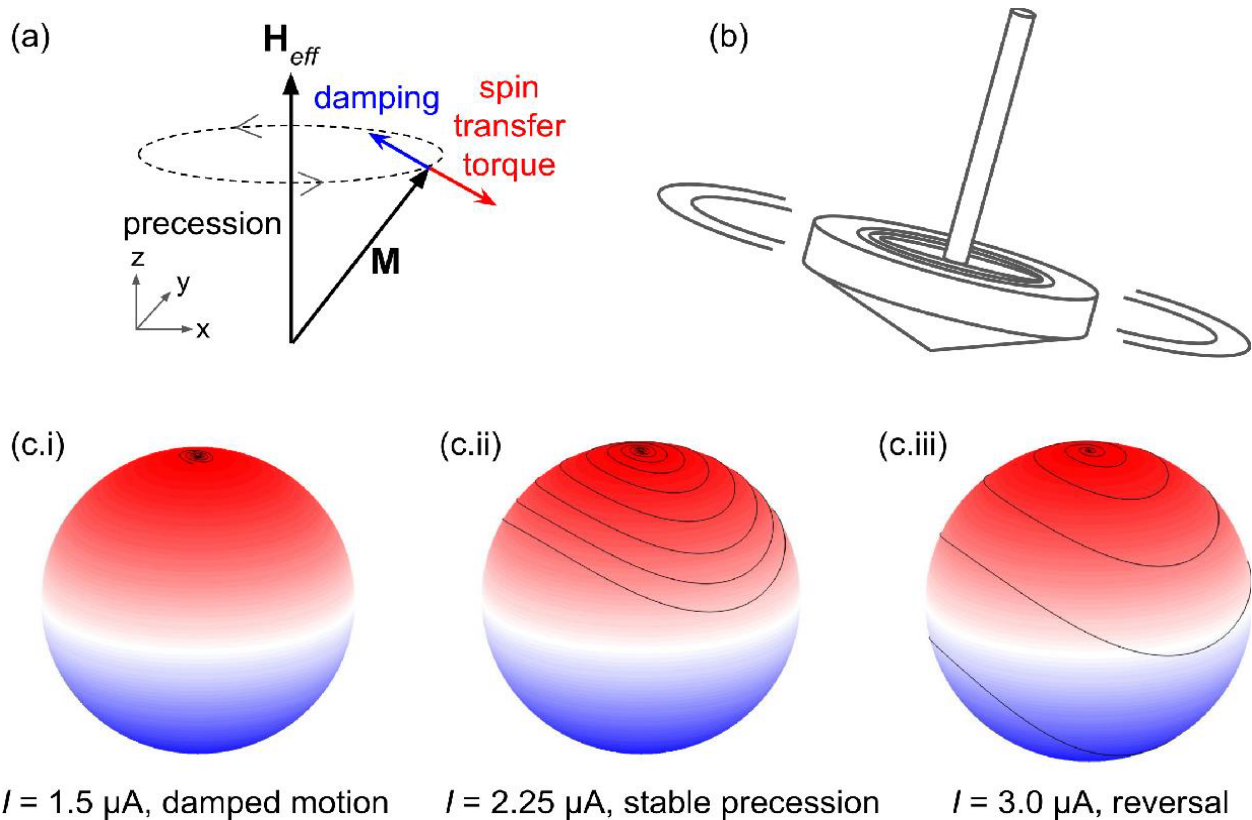 (a)
H eff
damping
spin
transfer
torque
precession
M
z
y
x
(b)
(c.i)
(c.ii)
(c.iii)
I = 1.5 μA, damped motion
I = 2.25 μA, stable precession
I = 3.0 μA, reversal